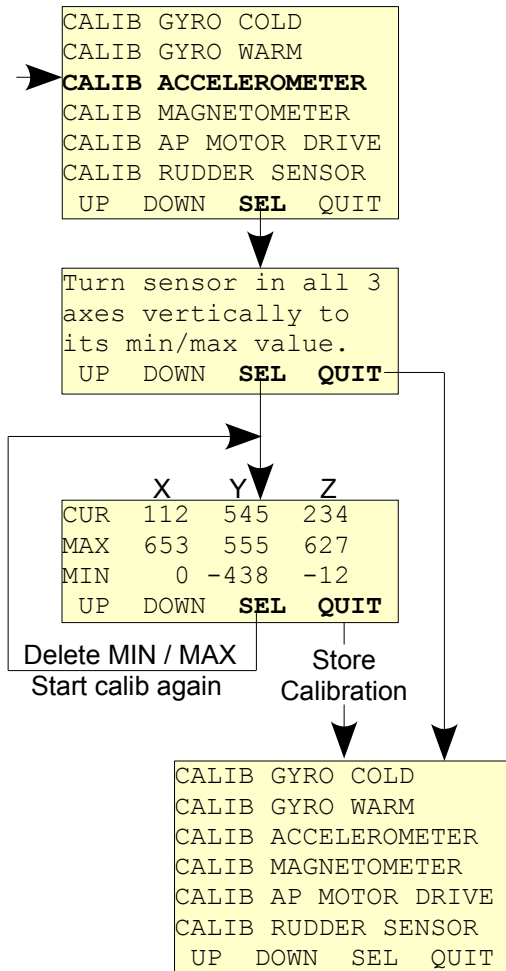 CALIB GYRO COLD
CALIB GYRO WARM
CALIB ACCELEROMETER
CALIB MAGNETOMETER
CALIB AP MOTOR DRIVE
CALIB RUDDER SENSOR
UP DOWN SEL QUIT
Turn sensor in all 3
axes vertically to
its min/max value.
UP DOWN SEL QUIT
X Y Z
CUR 112 545 234
MAX 653 555 627
MIN 0 -438 -12
UP DOWN SEL QUIT
Delete MIN / MAX
Start calib again
Store
Calibration
CALIB GYRO COLD
CALIB GYRO WARM
CALIB ACCELEROMETER
CALIB MAGNETOMETER
CALIB AP MOTOR DRIVE
CALIB RUDDER SENSOR
UP DOWN SEL QUIT